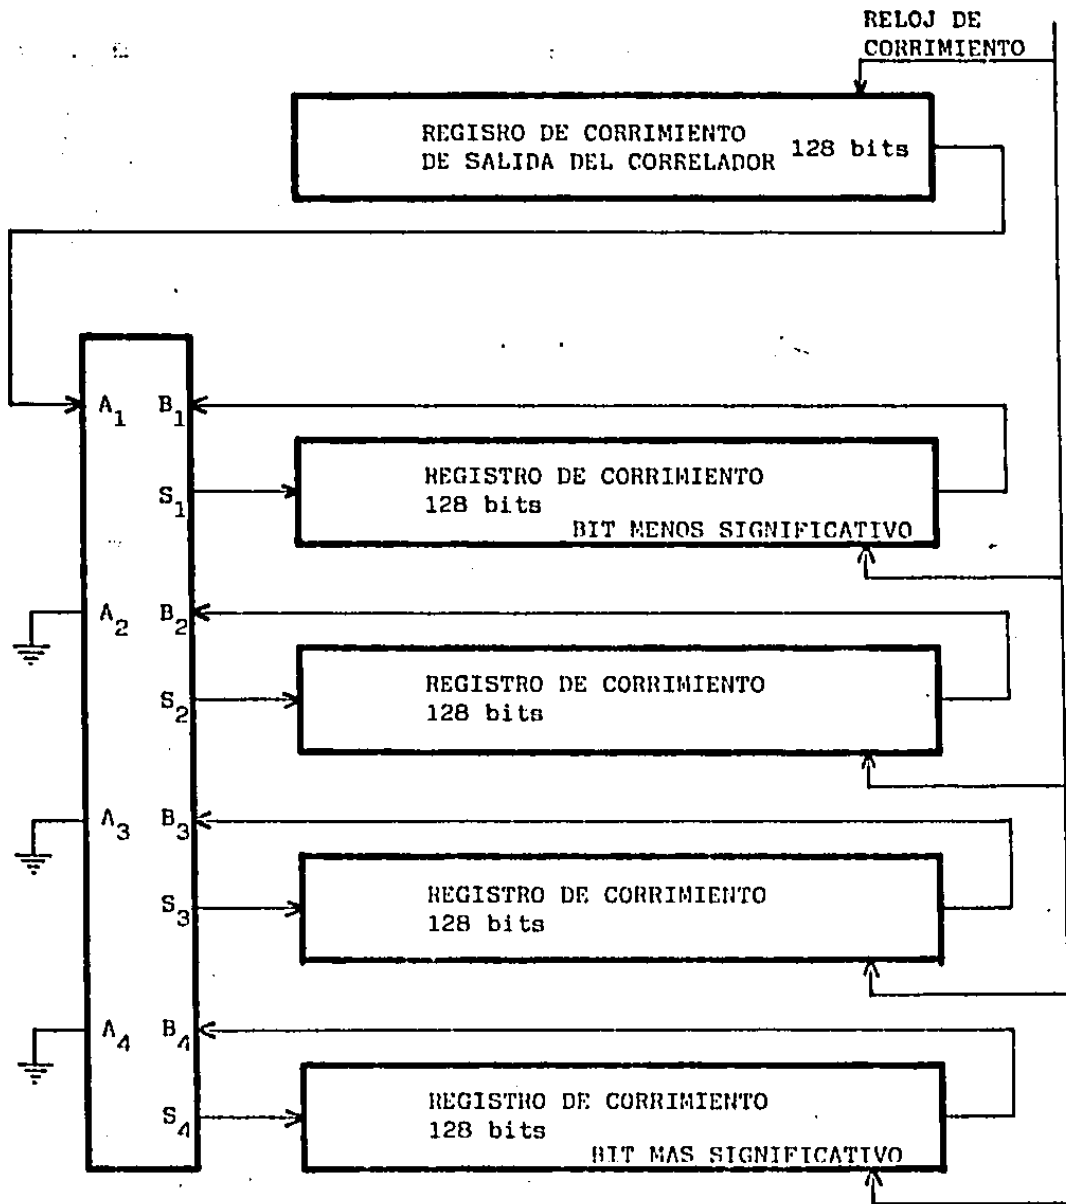 RELOJ DE
CORRIMIENTO
REGISRO DE CORRIMIENTO
DE SALIDA DEL CORRELADOR 128 bits
A1 B1
S1
REGISTRO DE CORRIMIENTO
128 bits
BIT MENOS SIGNIFICATIVO
A2 B2
S2
REGISTRO DE CORRIMIENTO
128 bits
A3 B3
S3
REGISTRO DE CORRIMIENTO
128 bits
A4 B4
S4
REGISTRO DE CORRIMIENTO
128 bits
BIT MAS SIGNIFICATIVO